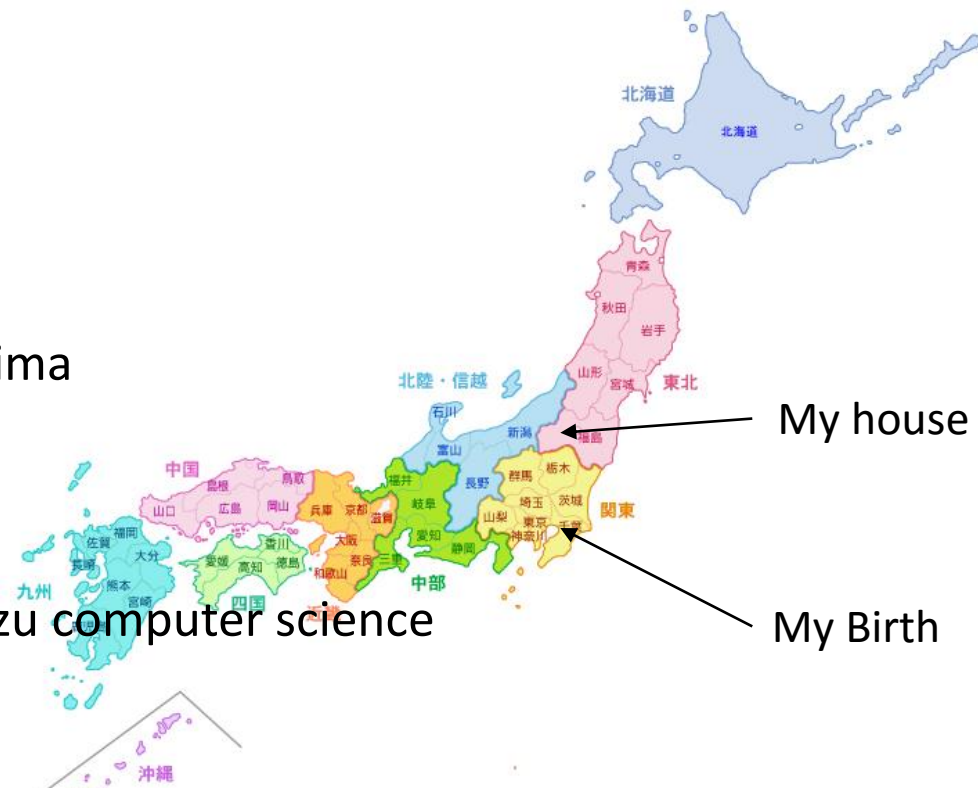 北海道
北海道
青森
秋田
岩手
ima
山形
宮城
東北
北陸・信越
石川
新潟
福島
My house
富山
中国
鳥取
島根
福井
長野
群馬
栃木
山口
広島
岡山
兵庫
京都
滋賀
岐阜
埼玉
茨城
関東
山梨
東京
千葉
神奈川
福岡
佐賀
大分
長崎
大阪
愛知
静岡
香川
愛媛
高知
徳島
奈良
三重
和歌山
中部
九州
熊本
宮崎
四国
zu computer science
My Birth
沖縄